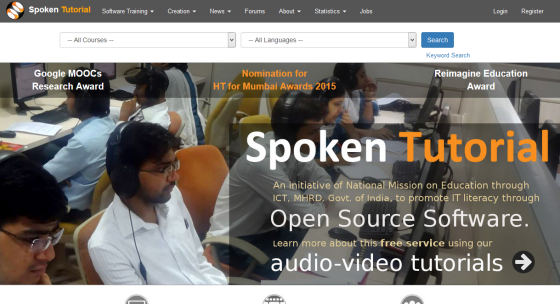 Spoken Tutorial Software Training Creation News Forums About Statistics Jobs Login Register
-- All Courses -- -- All Languages -- Search
Keyword Search
Google MOOCs Research Award
Nomination for HT for Mumbai Awards 2015
Reimagine Education Award
Spoken Tutorial
An initiative of National Mission on Education through
ICT, MHRD, Govt. of India, to promote IT literacy through
Open Source Software.
Learn more about this free service using our
audio-video tutorials